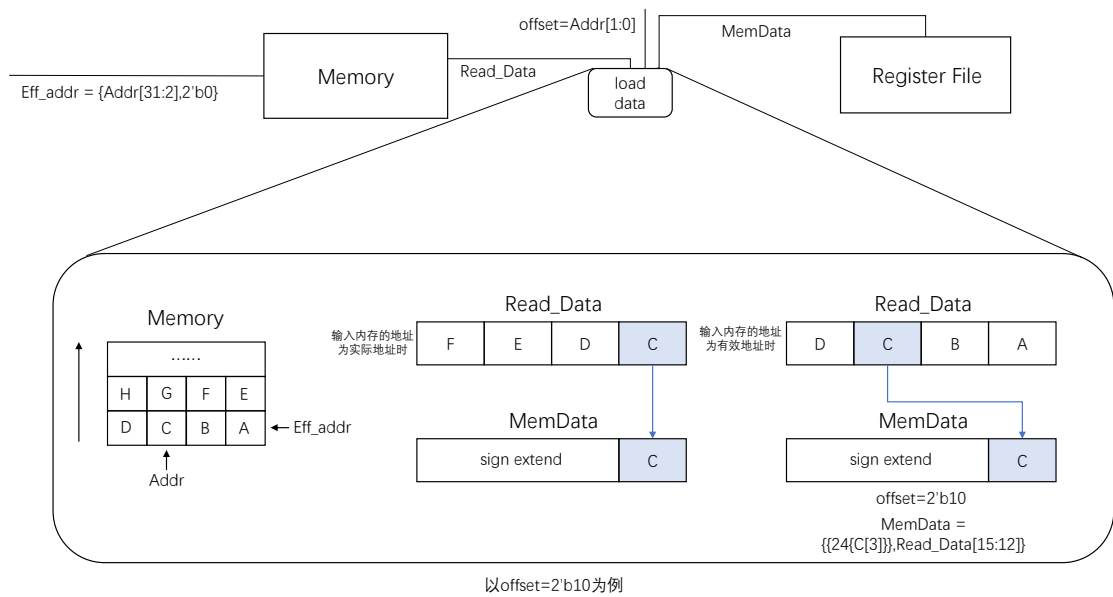 offset=Addr[1:0]
MemData
Memory
Read_Data
load
data
Register File
Eff_addr = {Addr[31:2],2'b0}
Memory
……
H G F E
D C B A
Eff_addr
Addr
输入内存的地址
为实际地址时
Read_Data
F E D C
MemData
sign extend C
输入内存的地址
为有效地址时
Read_Data
D C B A
MemData
sign extend C
offset=2'b10
MemData =
{{24{C[3]}},Read_Data[15:12]}
以offset=2'b10为例